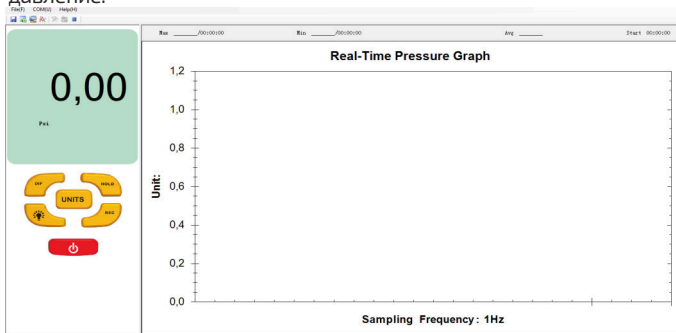 давление.
File(F) COM(U) Help(H)
Max /00:00:00 Min /00:00:00 Avg Start 00:00:00
Real-Time Pressure Graph
0,00
Psi
DIF
HOLD
UNITS
REC
Unit:
1,2
1,0
0,8
0,6
0,4
0,2
0,0
Sampling Frequency: 1Hz